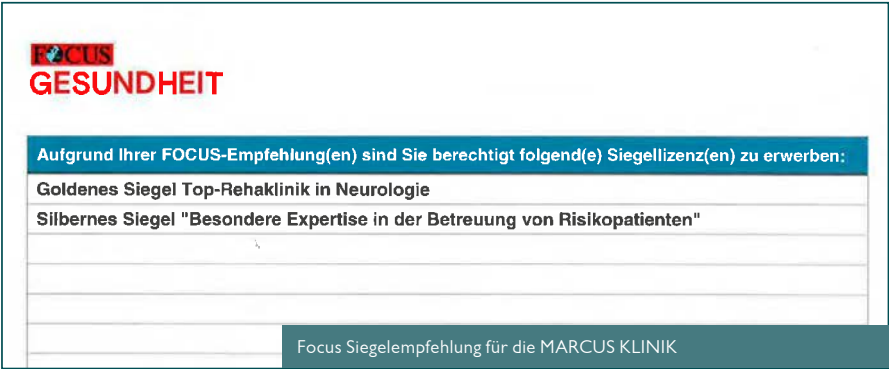 FOCUS
GESUNDHEIT
Aufgrund Ihrer FOCUS-Empfehlung(en) sind Sie berechtigt folgend(e) Siegellizenz(en) zu erwerben:
Goldenes Siegel Top-Rehaklinik in Neurologie
Silbernes Siegel "Besondere Expertise in der Betreuung von Risikopatienten"
Focus Siegelempfehlung für die MARCUS KLINIK